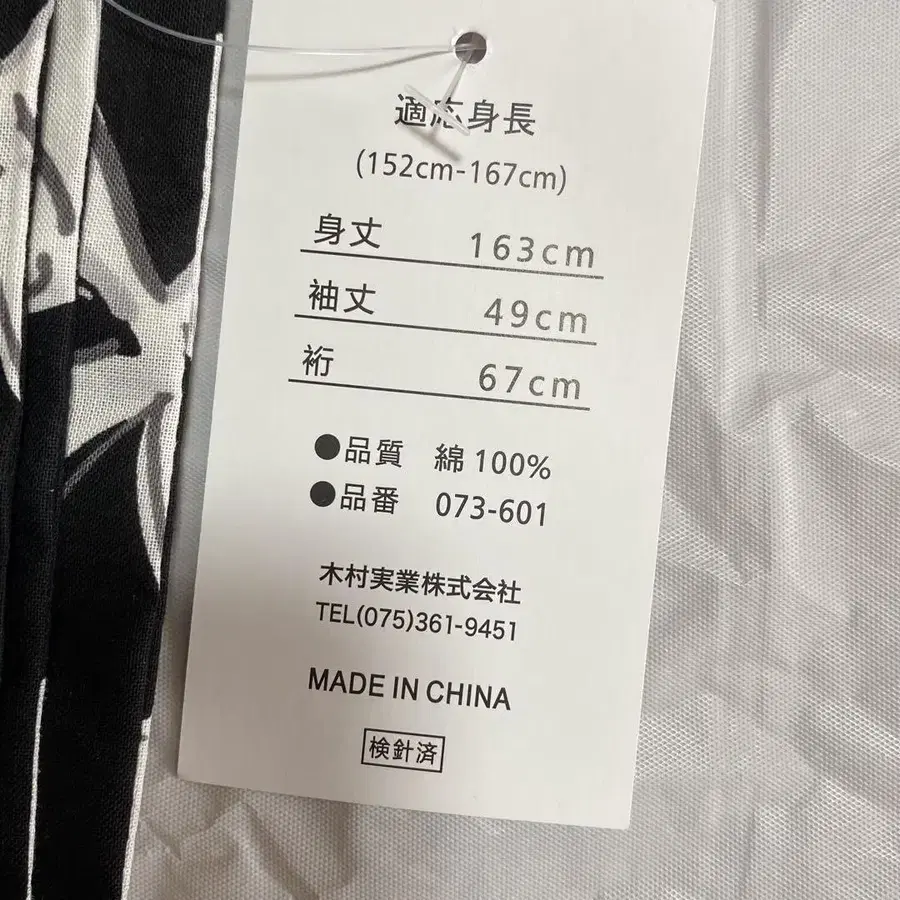 適応身長
(152cm-167cm)
身丈 163cm
袖丈 49cm
裄 67cm
●品質 綿 100%
●品番 073-601
木村実業株式会社
TEL(075)361-9451
MADE IN CHINA
検針済